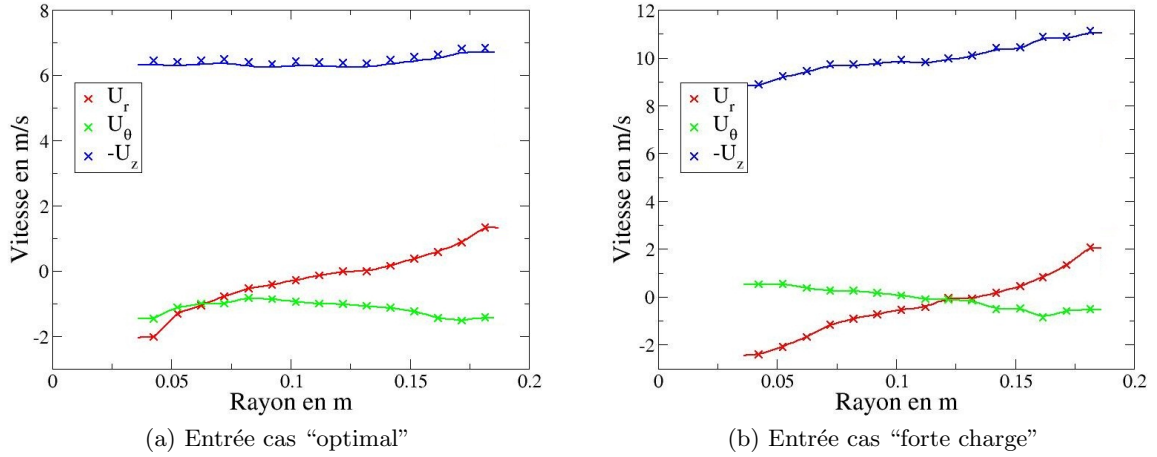 8
6
4
2
0
-2
0
0.05
0.1
0.15
0.2
Vitesse en m/s
Rayon en m
U_r
U_θ
-U_z
(a) Entrée cas “optimal”
12
10
8
6
4
2
0
-2
0
0.05
0.1
0.15
0.2
Vitesse en m/s
Rayon en m
U_r
U_θ
-U_z
(b) Entrée cas “forte charge”